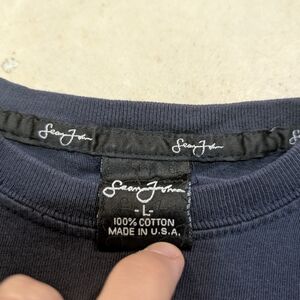 Sean John
Sean John
Sean John
-L-
100% COTTON
MADE IN U.S.A.